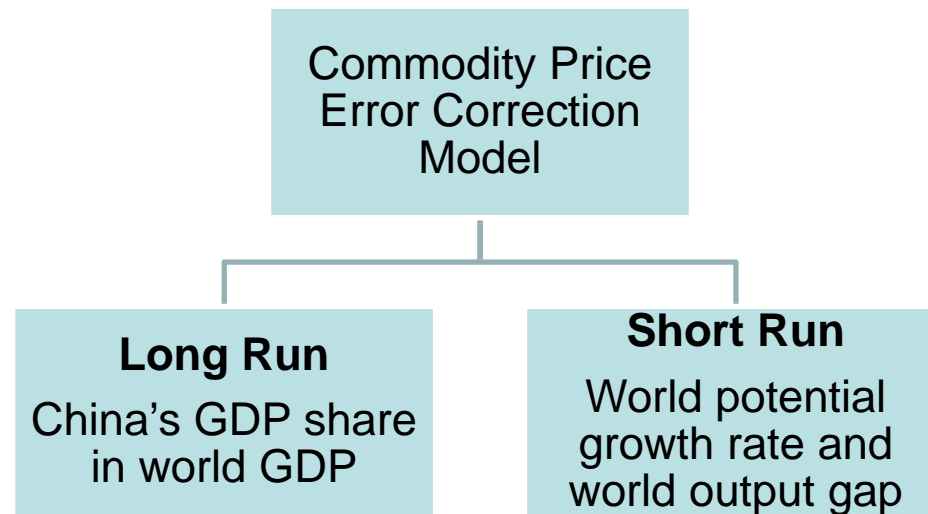 Commodity Price
Error Correction
Model
Long Run
China’s GDP share
in world GDP
Short Run
World potential
growth rate and
world output gap